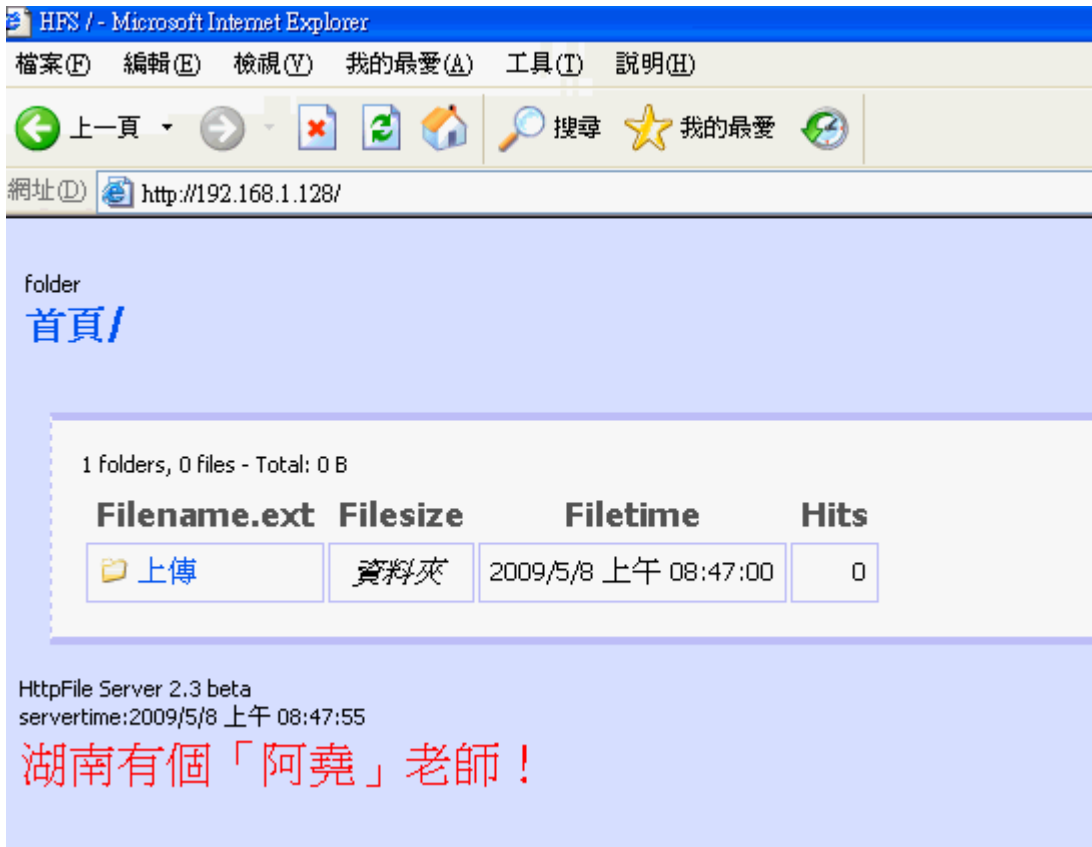 HFS / - Microsoft Internet Explorer
檔案(F) 編輯(E) 檢視(V) 我的最愛(A) 工具(T) 說明(H)
上一頁 搜尋 我的最愛
網址(D) http://192.168.1.128/
folder
首頁/
1 folders, 0 files - Total: 0 B
Filename.ext Filesize Filetime Hits
上傳 資料夾 2009/5/8 上午 08:47:00 0
HttpFile Server 2.3 beta
servertime:2009/5/8 上午 08:47:55
湖南有個「阿堯」老師！